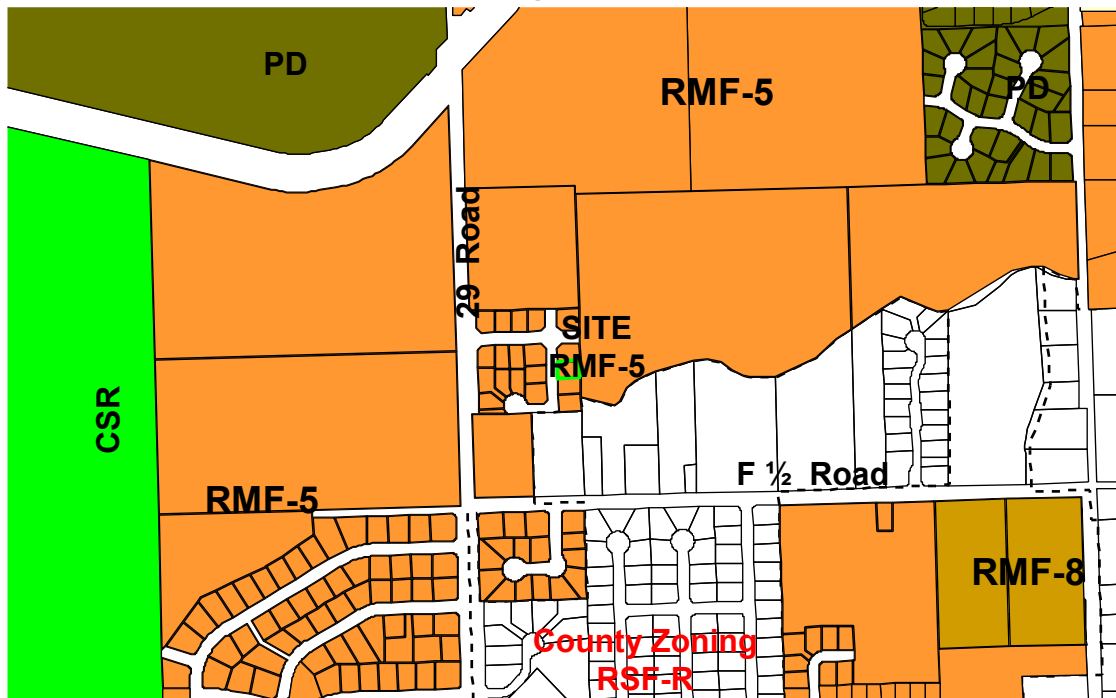 PD
RMF-5
PD
29 Road
SITE
RMF-5
CSR
F ½ Road
RMF-5
RMF-8
County Zoning
RSF-R